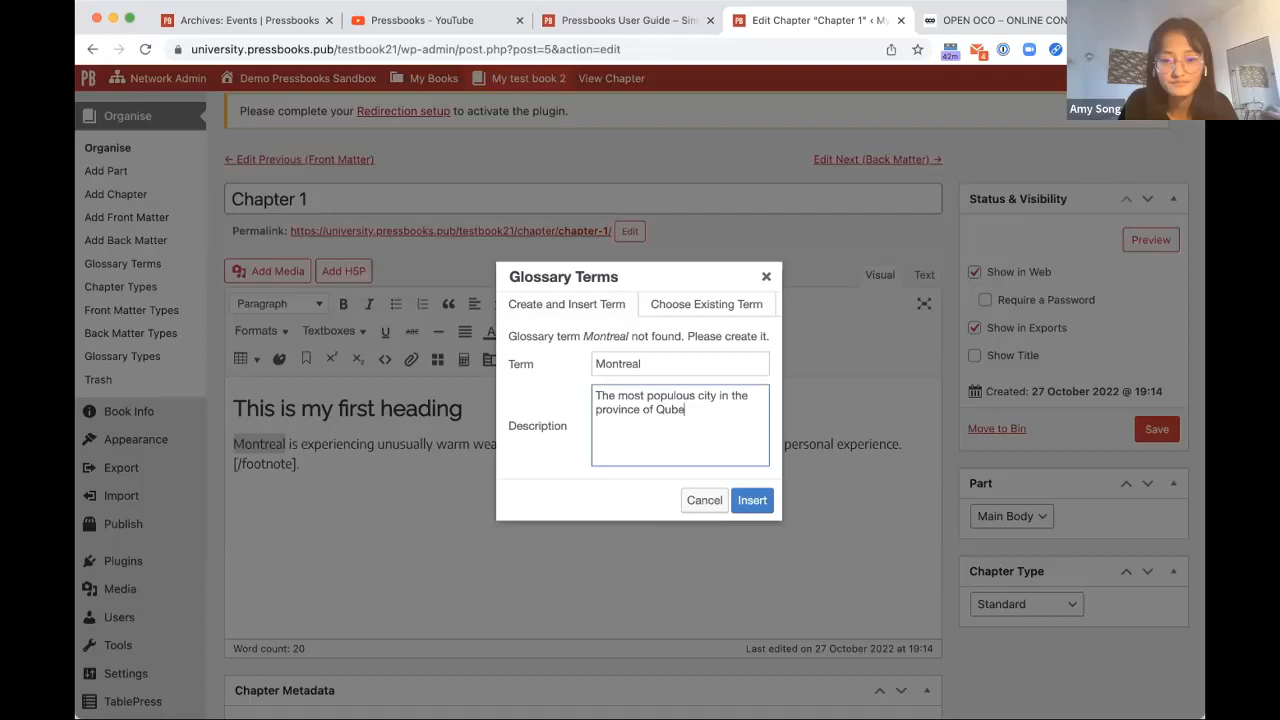 Archives: Events | Pressbooks
Pressbooks - YouTube
Pressbooks User Guide – Sim
Edit Chapter "Chapter 1" ‹ My
OPEN OCO – ONLINE CON
university.pressbooks.pub/testbook21/wp-admin/post.php?post=5&action=edit
42m
4
PB
Network Admin
Demo Pressbooks Sandbox
My Books
My test book 2
View Chapter
Amy Song
Organise
Please complete your Redirection setup to activate the plugin.
Organise
Add Part
Add Chapter
Add Front Matter
Add Back Matter
Glossary Terms
Chapter Types
Front Matter Types
Back Matter Types
Glossary Types
Trash
Book Info
Appearance
Export
Import
Publish
Plugins
Media
Users
Tools
Settings
TablePress
← Edit Previous (Front Matter)
Edit Next (Back Matter) →
Chapter 1
Permalink: https://university.pressbooks.pub/testbook21/chapter/chapter-1/ Edit
Add Media
Add H5P
Visual
Text
Paragraph
B
I
Formats
Textboxes
U
ABC
A
This is my first heading
Montreal is experiencing unusually warm wea
personal experience.
[/footnote].
Word count: 20
Last edited on 27 October 2022 at 19:14
Chapter Metadata
Glossary Terms
Create and Insert Term
Choose Existing Term
Glossary term Montreal not found. Please create it.
Term
Montreal
Description
The most populous city in the
province of Qube
Cancel
Insert
Status & Visibility
Preview
Show in Web
Require a Password
Show in Exports
Show Title
Created: 27 October 2022 @ 19:14
Move to Bin
Save
Part
Main Body
Chapter Type
Standard